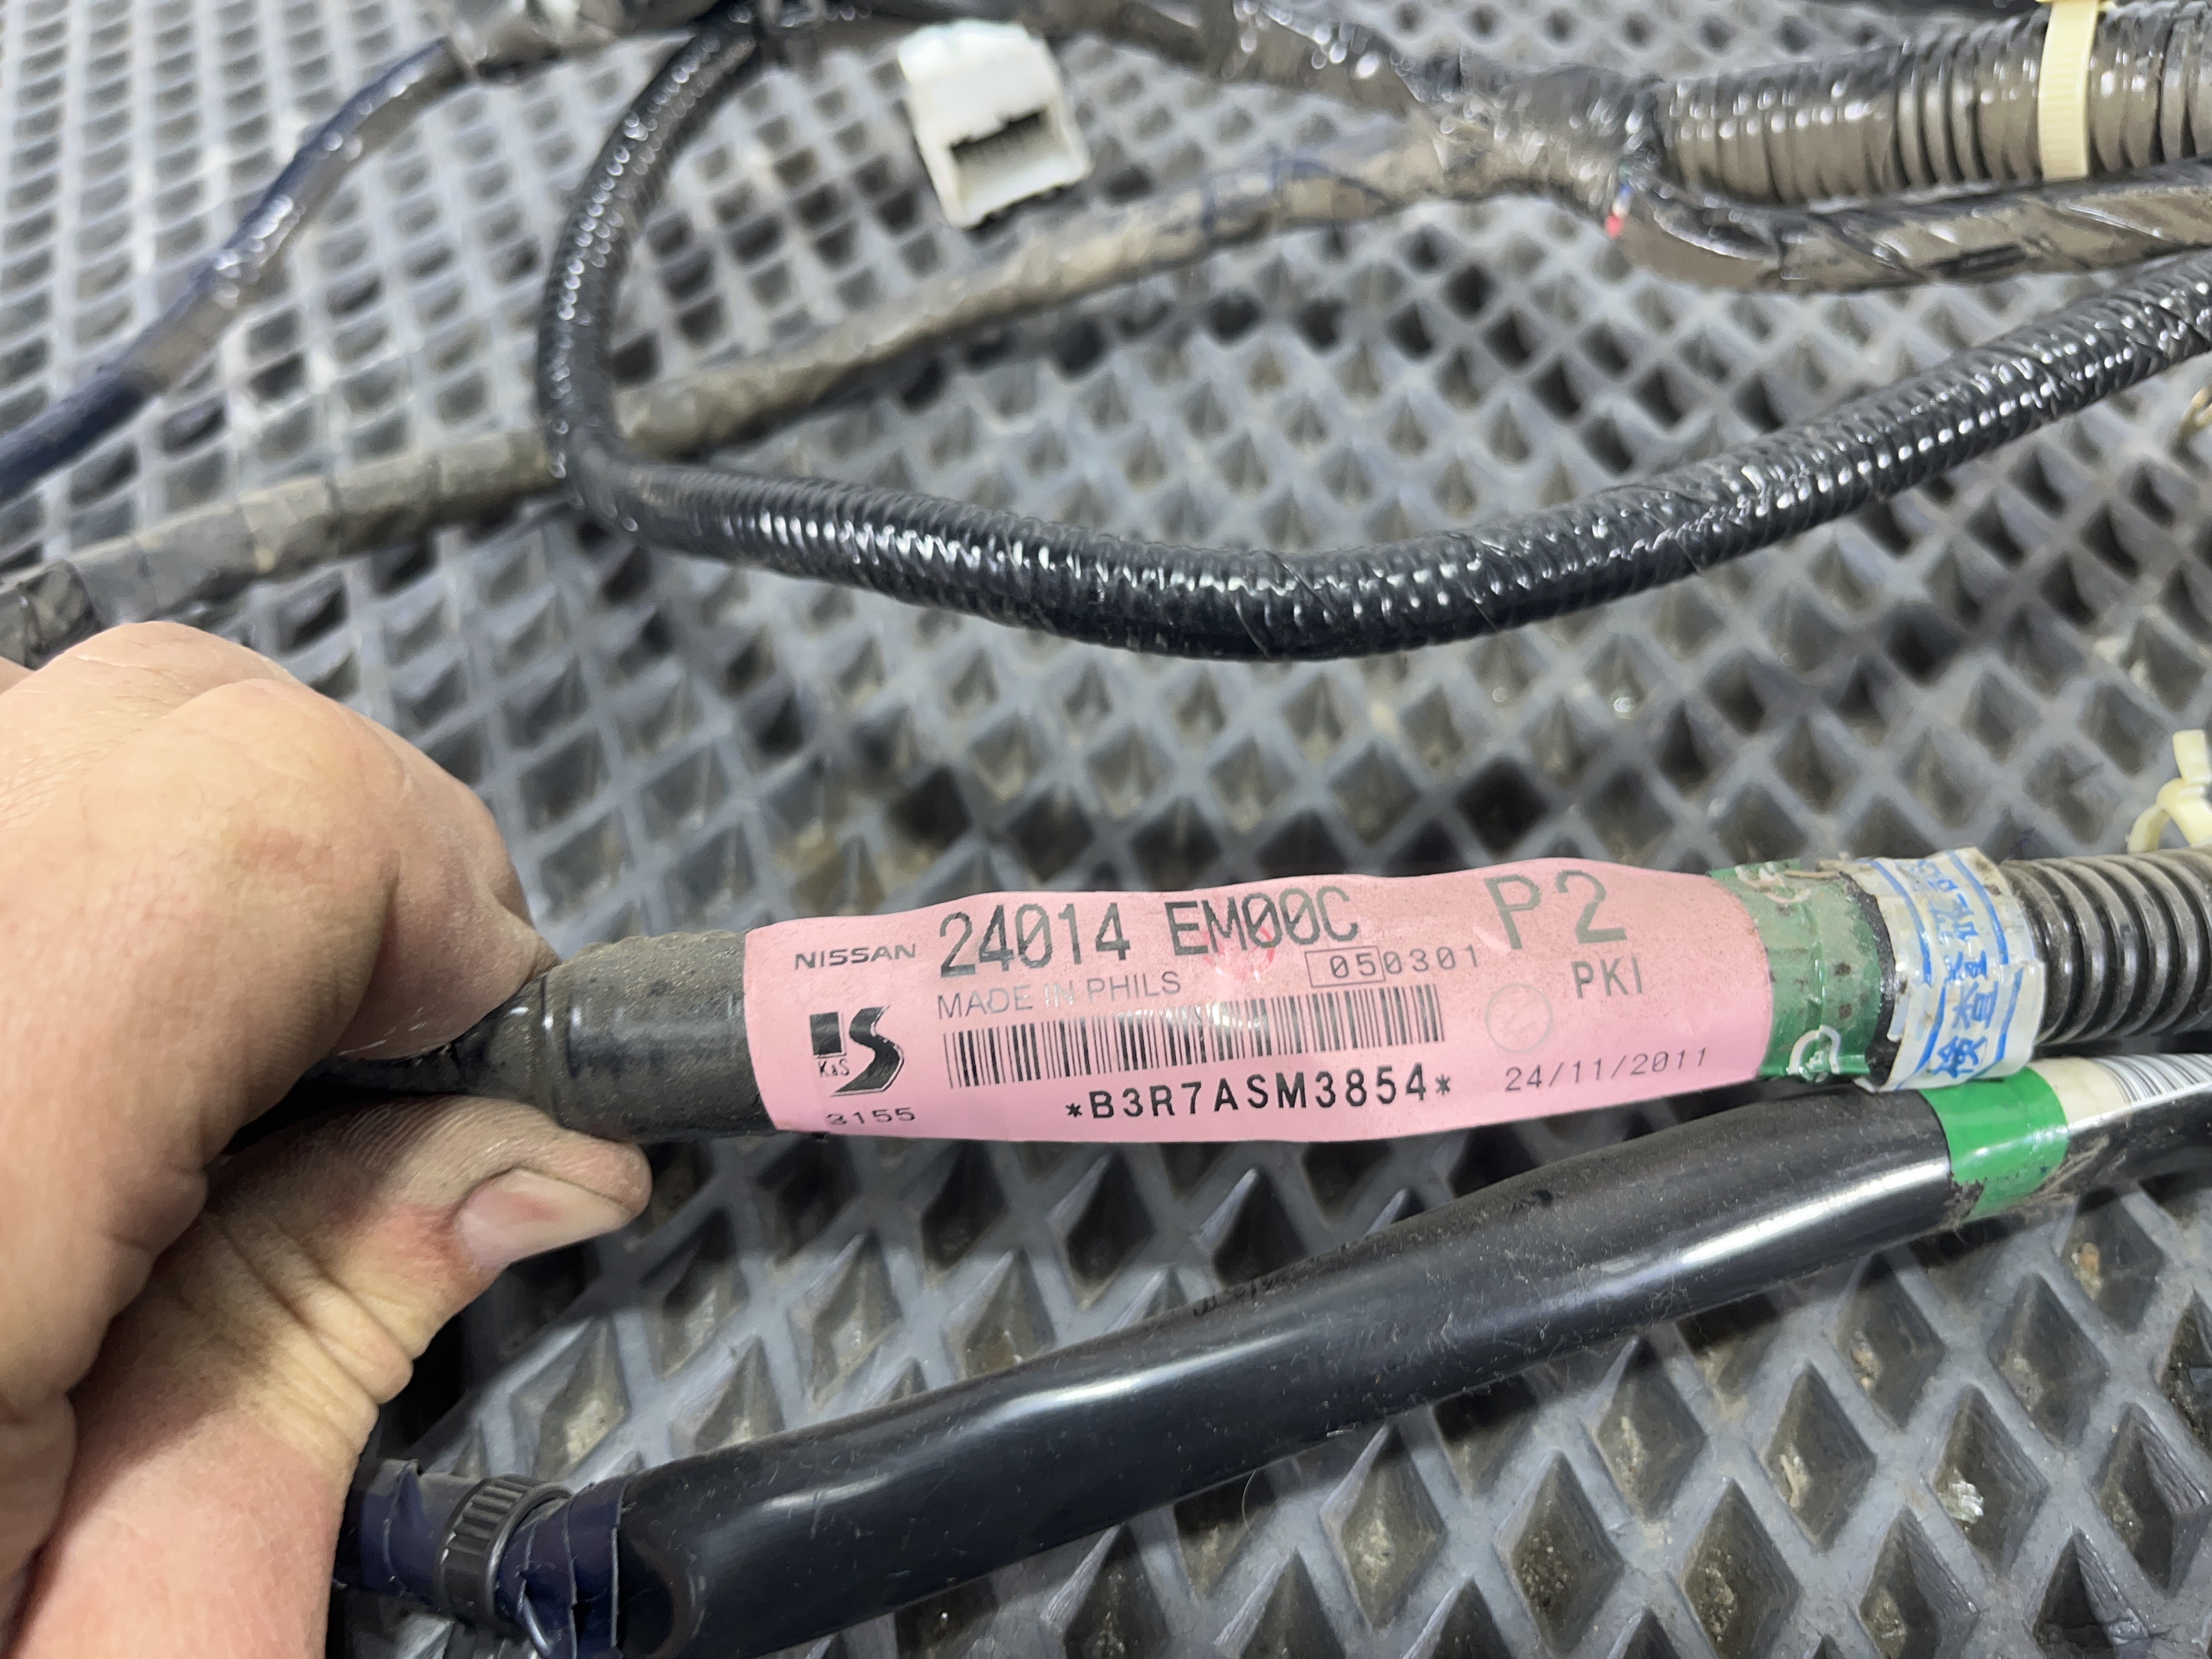 NISSAN 24014 EM00C P2
MADE IN PHILS 050301 PKI
K&S
*B3R7ASM3854* 24/11/2011
3155